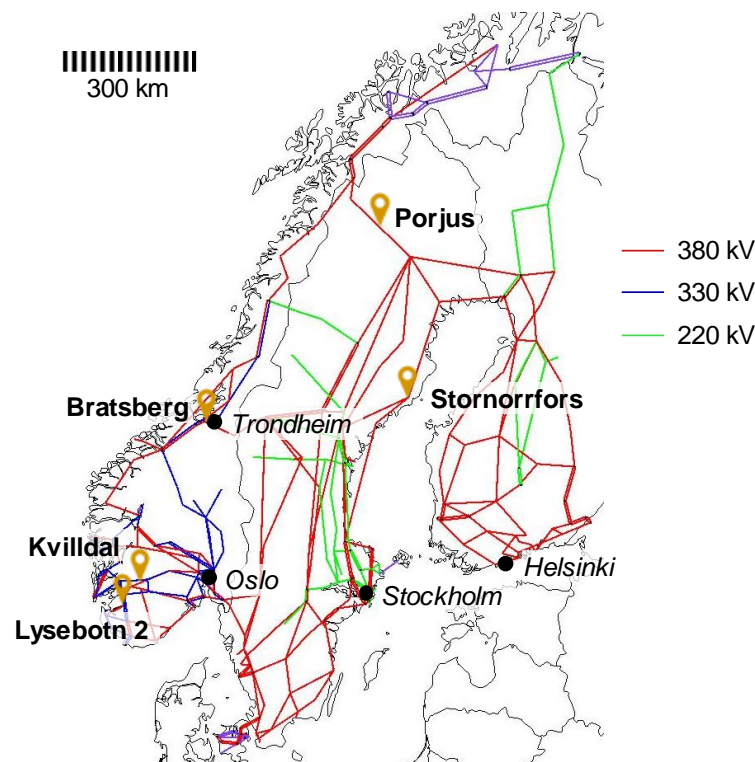 300 km
Porjus
380 kV
330 kV
220 kV
Bratsberg
Trondheim
Stornorrfors
Kvilldal
Oslo
Helsinki
Stockholm
Lysebotn 2